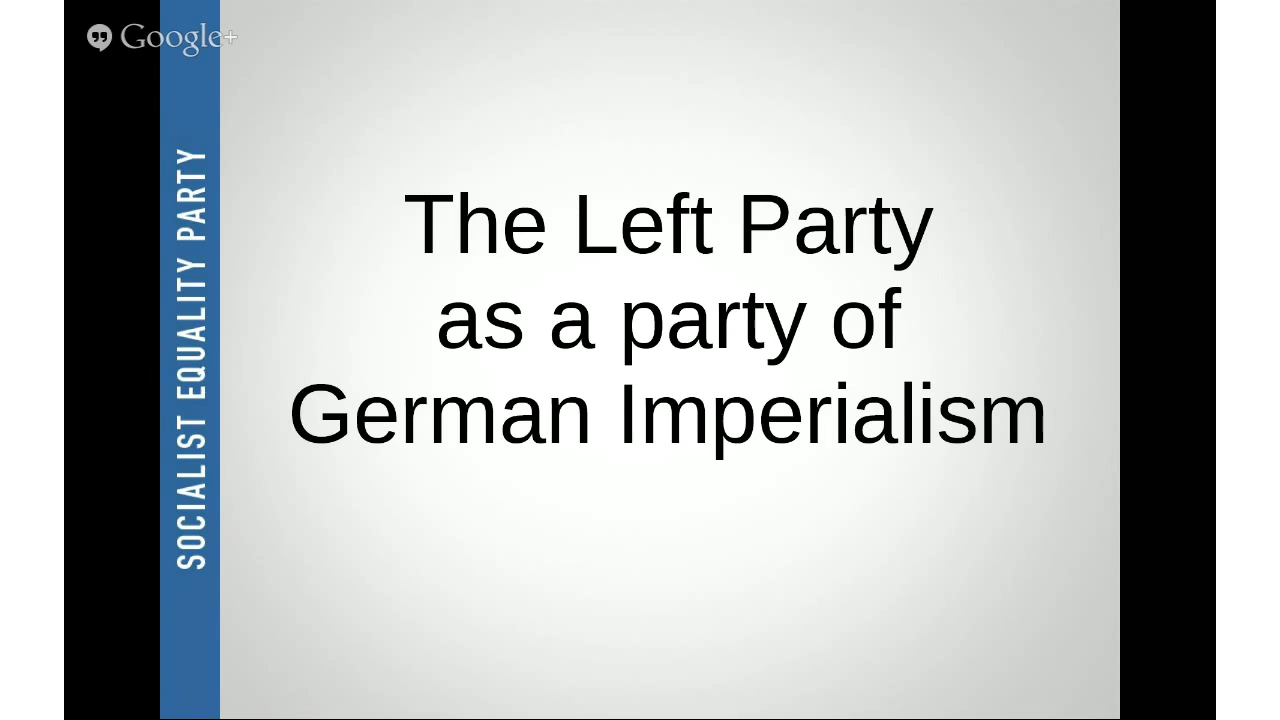 Google+
SOCIALIST EQUALITY PARTY
The Left Party
as a party of
German Imperialism